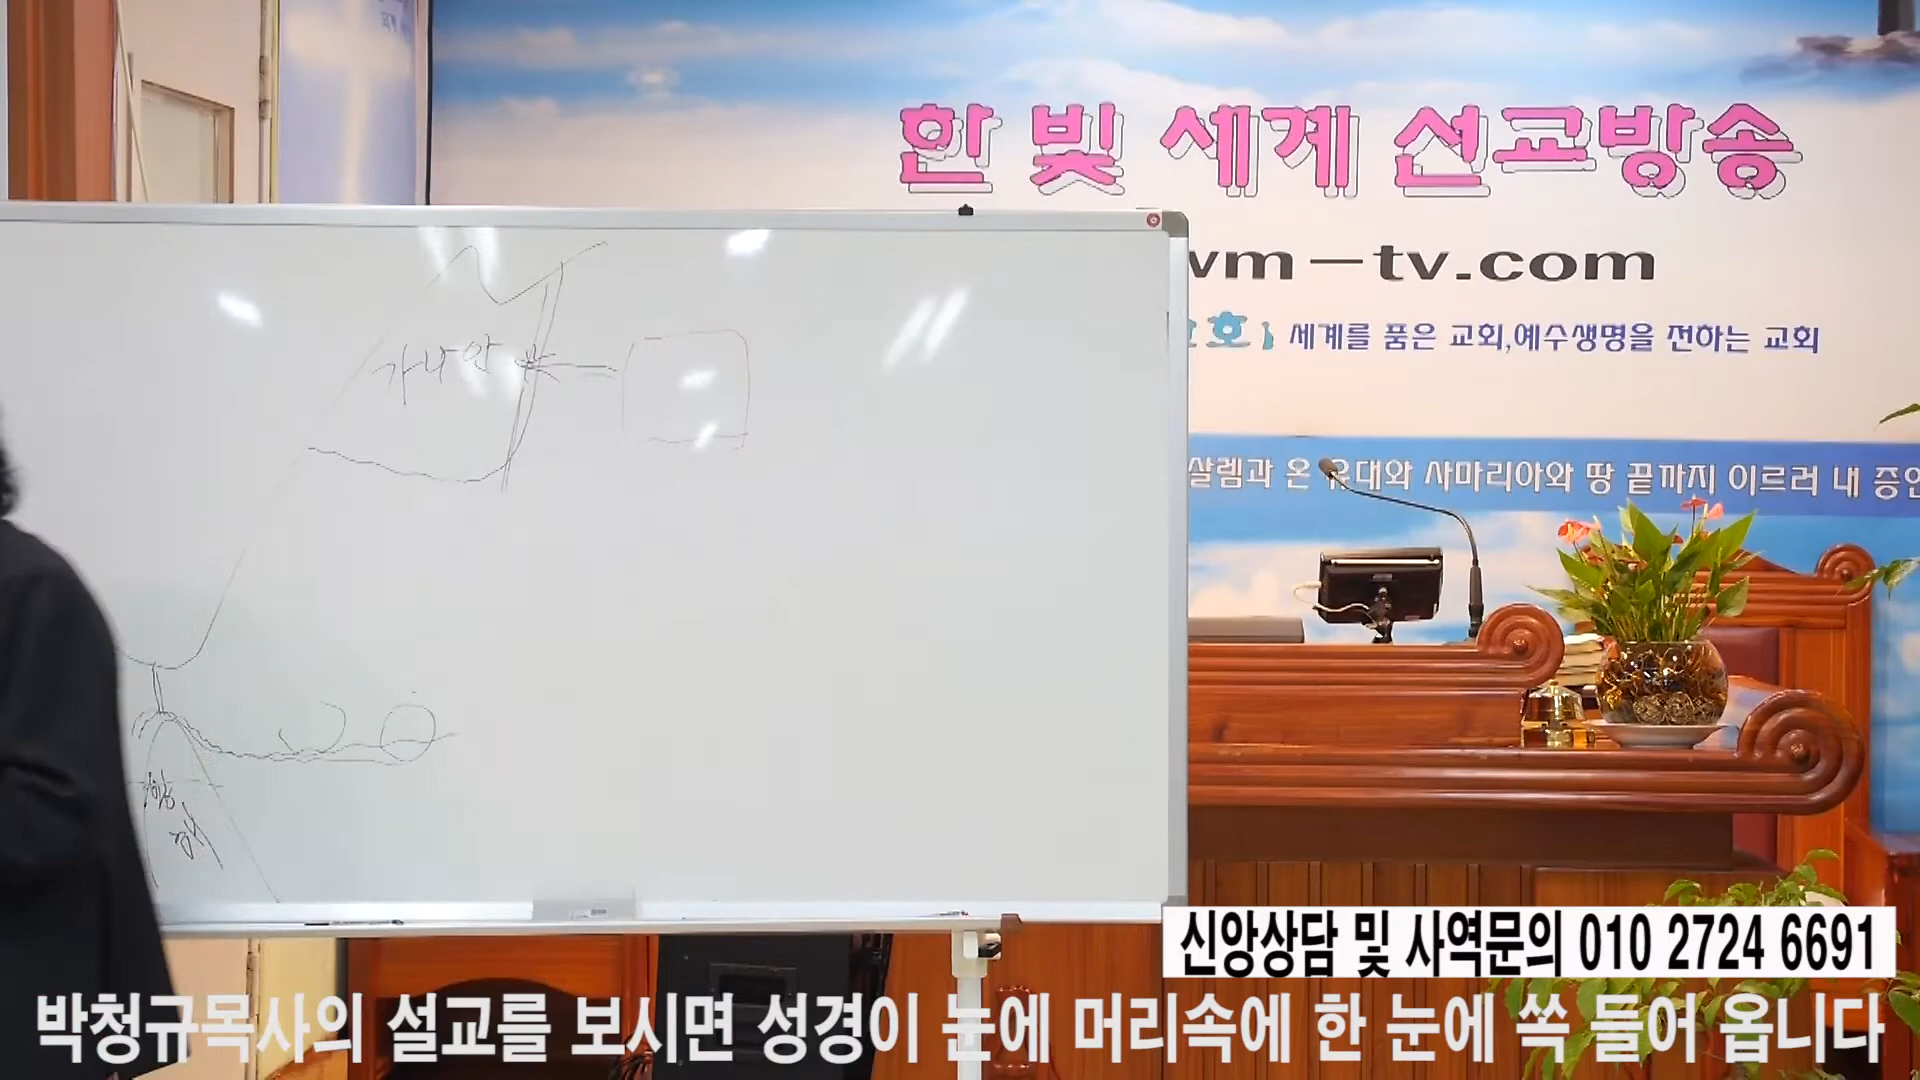 한 빛 세계 선교방송
vm-tv.com
호 세계를 품은 교회,예수생명을 전하는 교회
가나안
살렘과 온 유대와 사마리아와 땅 끝까지 이르러 내 증인
신앙상담 및 사역문의 010 2724 6691
박청규목사의 설교를 보시면 성경이 눈에 머리속에 한 눈에 쏙 들어 옵니다